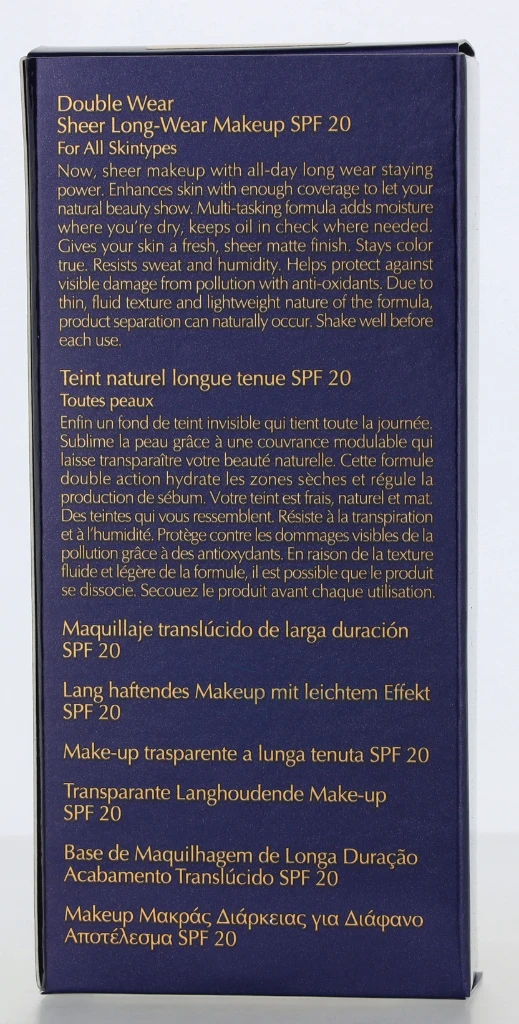 Double Wear
Sheer Long-Wear Makeup SPF 20
For All Skintypes
Now, sheer makeup with all-day long wear staying
power. Enhances skin with enough coverage to let your
natural beauty show. Multi-tasking formula adds moisture
where you're dry, keeps oil in check where needed.
Gives your skin a fresh, sheer matte finish. Stays color
true. Resists sweat and humidity. Helps protect against
visible damage from pollution with anti-oxidants. Due to
thin, fluid texture and lightweight nature of the formula,
product separation can naturally occur. Shake well before
each use.
Teint naturel longue tenue SPF 20
Toutes peaux
Enfin un fond de teint invisible qui tient toute la journée.
Sublime la peau grâce à une couvrance modulable qui
laisse transparaître votre beauté naturelle. Cette formule
double action hydrate les zones sèches et régule la
production de sébum. Votre teint est frais, naturel et mat.
Des teintes qui vous ressemblent. Résiste à la transpiration
et à l'humidité. Protège contre les dommages visibles de la
pollution grâce à des antioxydants. En raison de la texture
fluide et légère de la formule, il est possible que le produit
se dissocie. Secouez le produit avant chaque utilisation.
Maquillaje translúcido de larga duración
SPF 20
Lang haftendes Makeup mit leichtem Effekt
SPF 20
Make-up trasparente a lunga tenuta SPF 20
Transparante Langhoudende Make-up
SPF 20
Base de Maquilhagem de Longa Duração
Acabamento Translúcido SPF 20
Makeup Μακράς Διάρκειας για Διάφανο
Αποτέλεσμα SPF 20